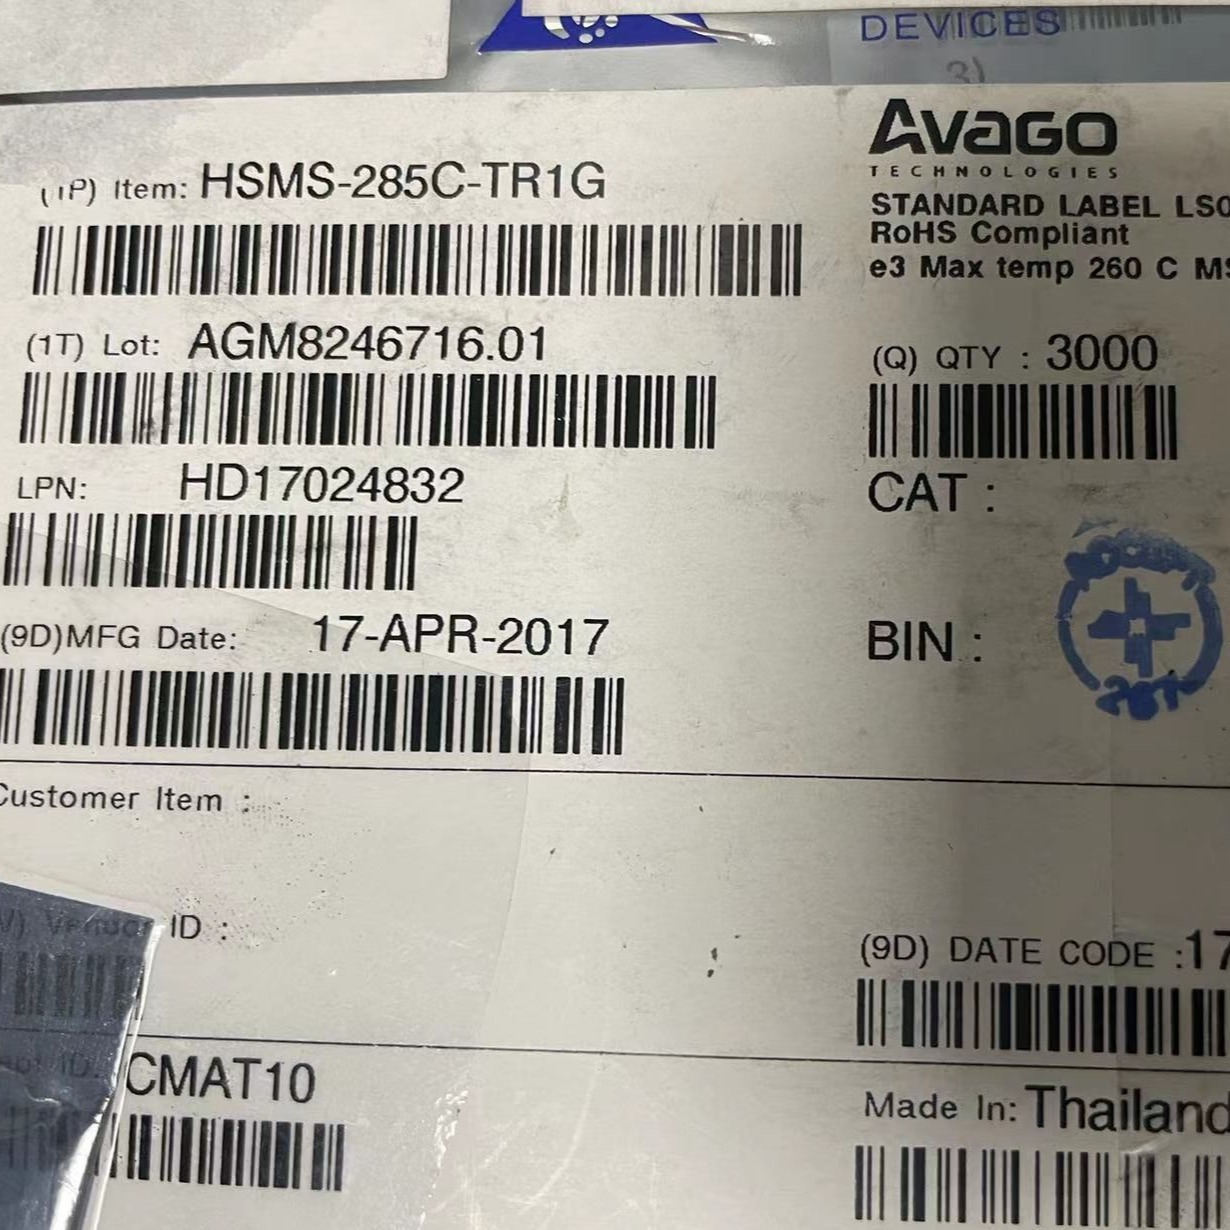 DEVICES
3)
AVAGO
TECHNOLOGIES
(1P) Item: HSMS-285C-TR1G
STANDARD LABEL LS0
RoHS Compliant
e3 Max temp 260 C MS
(1T) Lot: AGM8246716.01
(Q) QTY : 3000
LPN: HD17024832
CAT :
(9D)MFG Date: 17-APR-2017
BIN :
Customer Item :
Vendor ID :
(9D) DATE CODE :17
CMAT10
Made In: Thailand